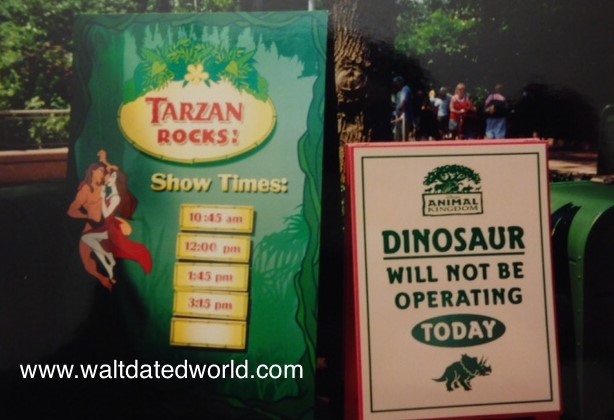 TARZAN
ROCKS!
Show Times:
10:45 am
12:00 pm
1:45 pm
3:15 pm
ANIMAL
KINGDOM
DINOSAUR
WILL NOT BE
OPERATING
TODAY
www.waltdatedworld.com